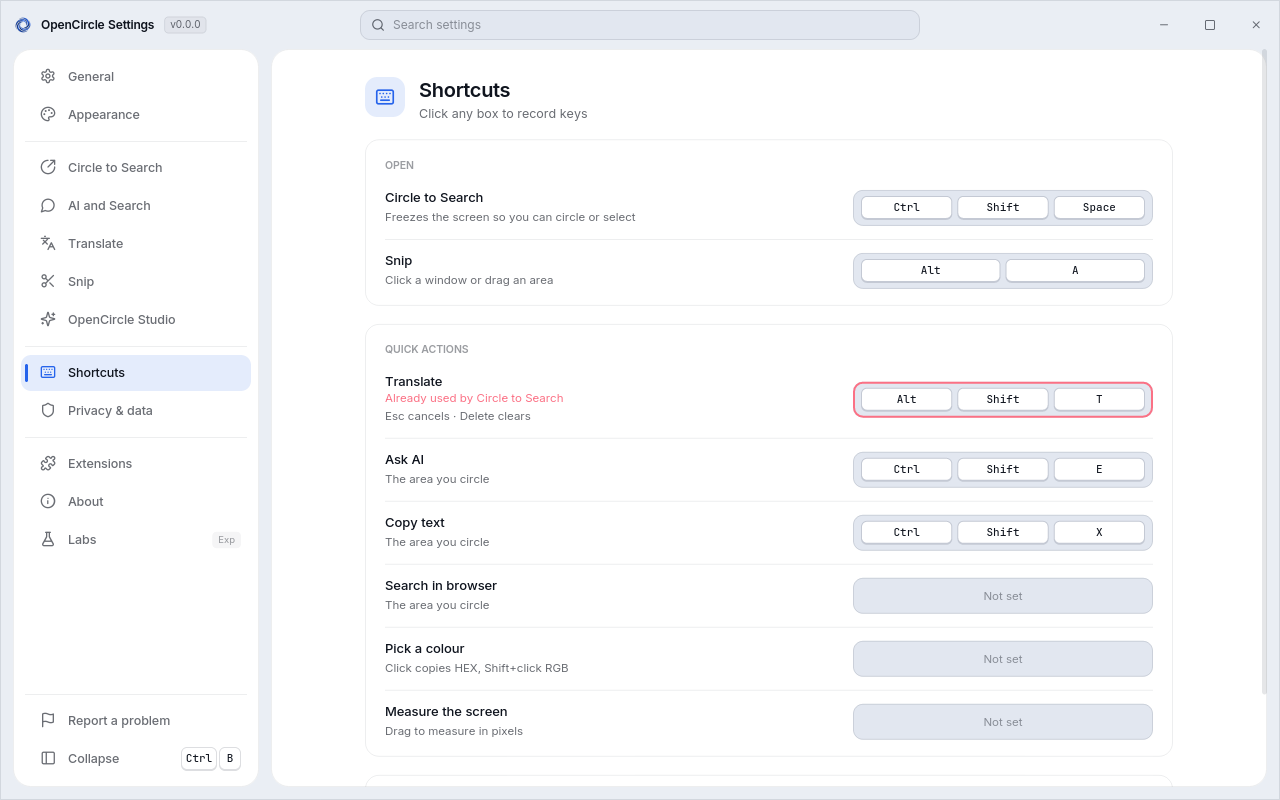 OpenCircle Settings v0.0.0
Search settings
General
Appearance
Circle to Search
AI and Search
Translate
Snip
OpenCircle Studio
Shortcuts
Privacy & data
Extensions
About
Labs Exp
Report a problem
Collapse Ctrl B
Shortcuts
Click any box to record keys
OPEN
Circle to Search
Freezes the screen so you can circle or select
Ctrl Shift Space
Snip
Click a window or drag an area
Alt A
QUICK ACTIONS
Translate
Already used by Circle to Search
Esc cancels · Delete clears
Alt Shift T
Ask AI
The area you circle
Ctrl Shift E
Copy text
The area you circle
Ctrl Shift X
Search in browser
The area you circle
Not set
Pick a colour
Click copies HEX, Shift+click RGB
Not set
Measure the screen
Drag to measure in pixels
Not set